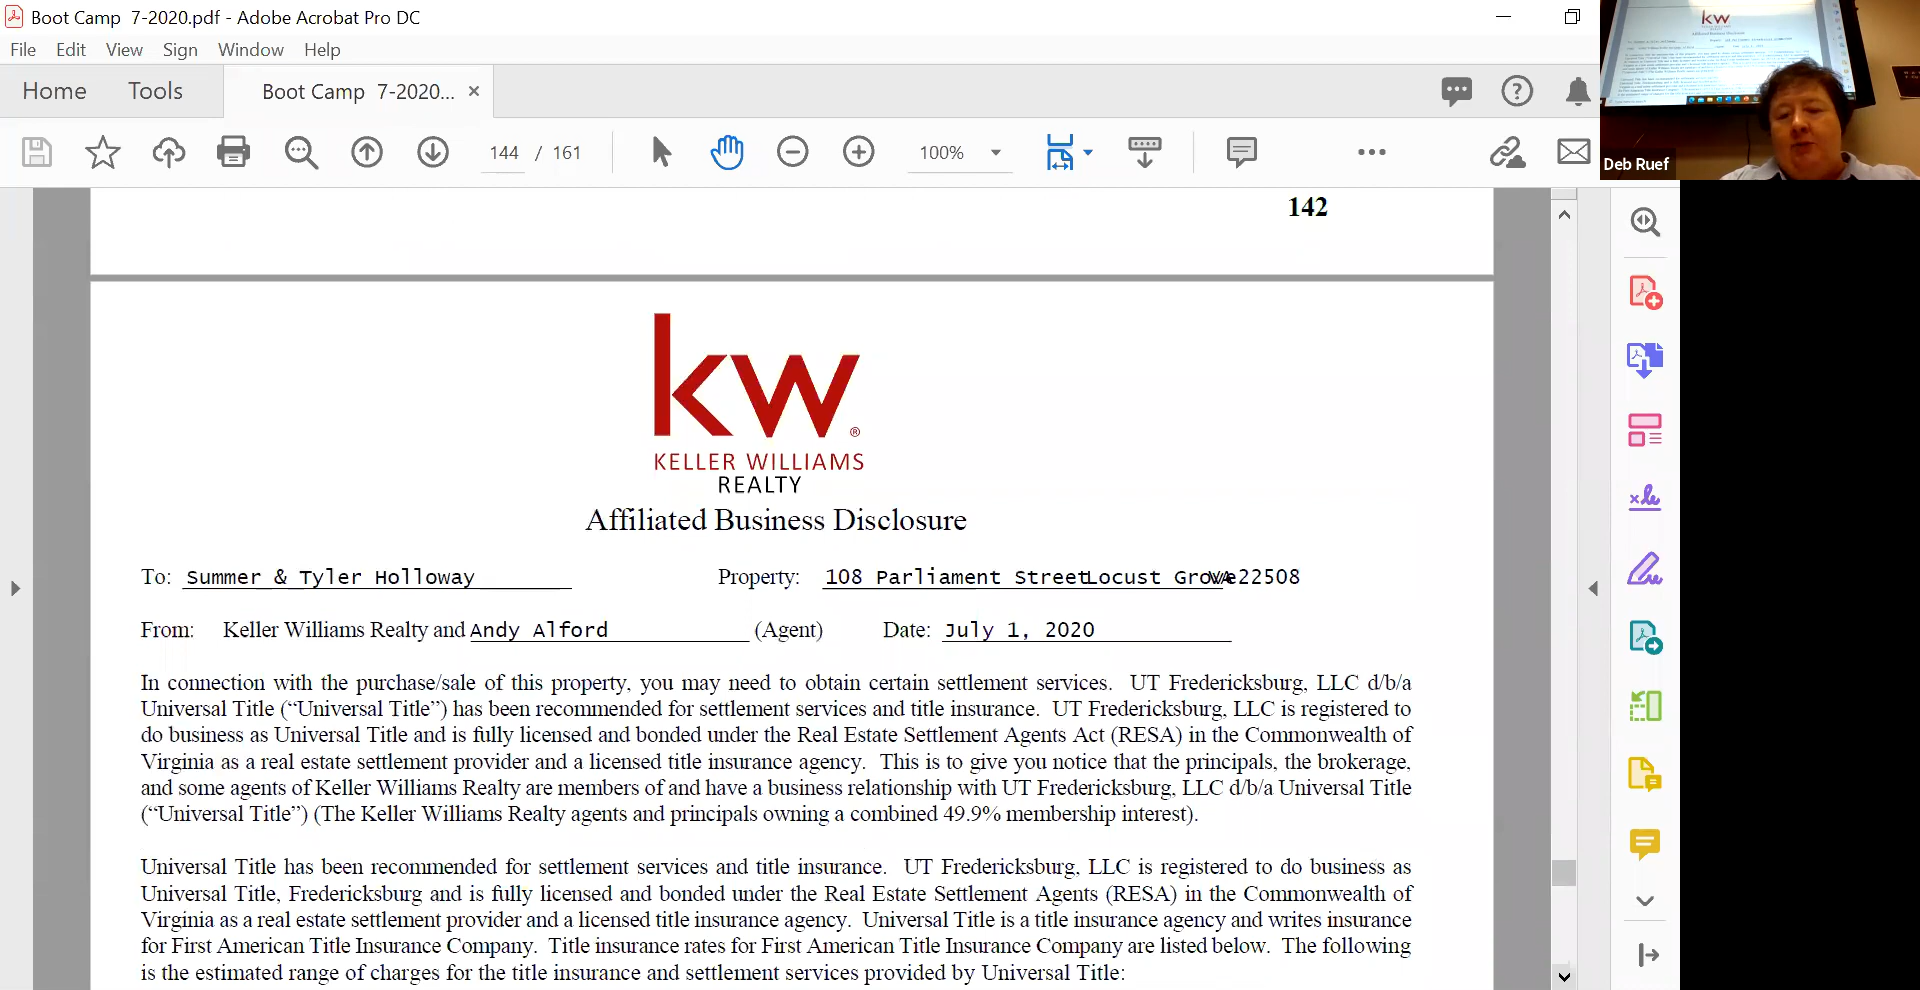 Boot Camp 7-2020.pdf - Adobe Acrobat Pro DC
File Edit View Sign Window Help
Home Tools Boot Camp 7-2020... ×
144 / 161 100%
Deb Ruef
142
kw®
KELLER WILLIAMS
REALTY
Affiliated Business Disclosure
To: Summer & Tyler Holloway Property: 108 Parliament Street Locust Grove VA 22508
From: Keller Williams Realty and Andy Alford (Agent) Date: July 1, 2020
In connection with the purchase/sale of this property, you may need to obtain certain settlement services. UT Fredericksburg, LLC d/b/a
Universal Title (“Universal Title”) has been recommended for settlement services and title insurance. UT Fredericksburg, LLC is registered to
do business as Universal Title and is fully licensed and bonded under the Real Estate Settlement Agents Act (RESA) in the Commonwealth of
Virginia as a real estate settlement provider and a licensed title insurance agency. This is to give you notice that the principals, the brokerage,
and some agents of Keller Williams Realty are members of and have a business relationship with UT Fredericksburg, LLC d/b/a Universal Title
(“Universal Title”) (The Keller Williams Realty agents and principals owning a combined 49.9% membership interest).
Universal Title has been recommended for settlement services and title insurance. UT Fredericksburg, LLC is registered to do business as
Universal Title, Fredericksburg and is fully licensed and bonded under the Real Estate Settlement Agents (RESA) in the Commonwealth of
Virginia as a real estate settlement provider and a licensed title insurance agency. Universal Title is a title insurance agency and writes insurance
for First American Title Insurance Company. Title insurance rates for First American Title Insurance Company are listed below. The following
is the estimated range of charges for the title insurance and settlement services provided by Universal Title: